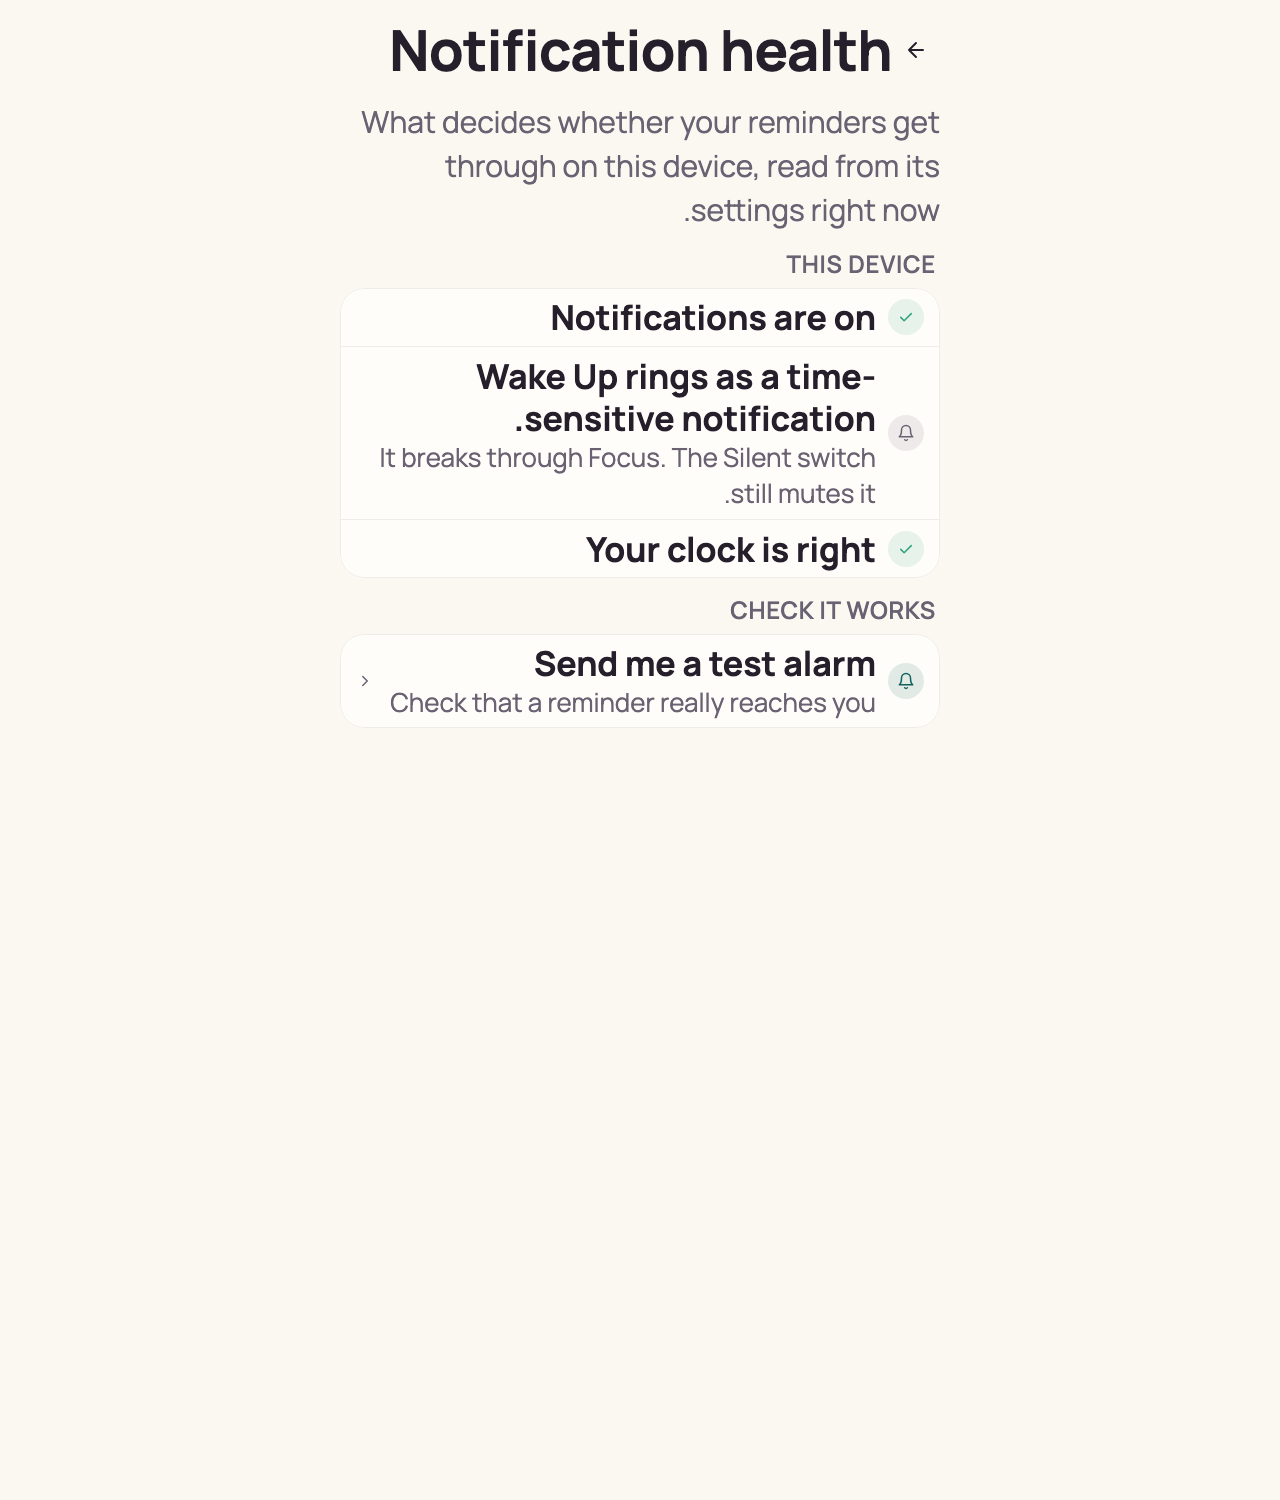 Notification health
What decides whether your reminders get
through on this device, read from its
.settings right now
THIS DEVICE
Notifications are on
Wake Up rings as a time-
.sensitive notification
It breaks through Focus. The Silent switch
.still mutes it
Your clock is right
CHECK IT WORKS
Send me a test alarm
Check that a reminder really reaches you